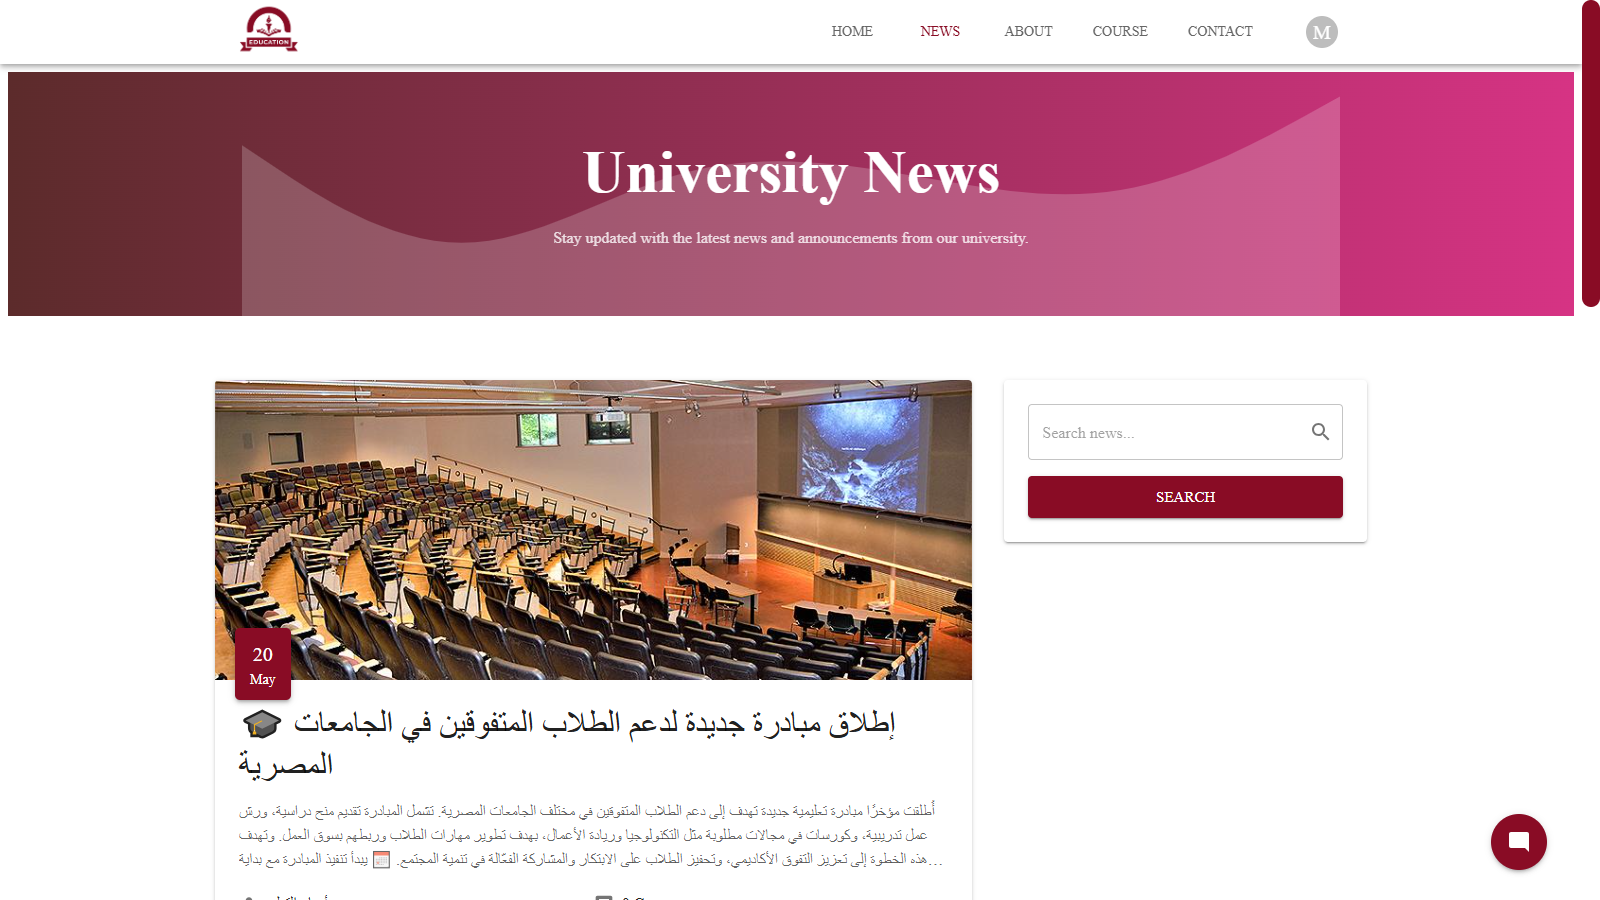 EDUCATION
HOME
NEWS
ABOUT
COURSE
CONTACT
M
University News
Stay updated with the latest news and announcements from our university.
Search news...
SEARCH
20
May
إطلاق مبادرة جديدة لدعم الطلاب المتفوقين في الجامعات 🎓
المصرية
أُطلقت مؤخرًا مبادرة تعليمية جديدة تهدف إلى دعم الطلاب المتفوقين في مختلف الجامعات المصرية. تشمل المبادرة تقديم منح دراسية، ورش
عمل تدريبية، وكورسات في مجالات مطلوبة مثل التكنولوجيا وريادة الأعمال، بهدف تطوير مهارات الطلاب وربطهم بسوق العمل. وتهدف
هذه الخطوة إلى تعزيز التفوق الأكاديمي، وتحفيز الطلاب على الابتكار والمشاركة الفعّالة في تنمية المجتمع. 📅 يبدأ تنفيذ المبادرة مع بداية...